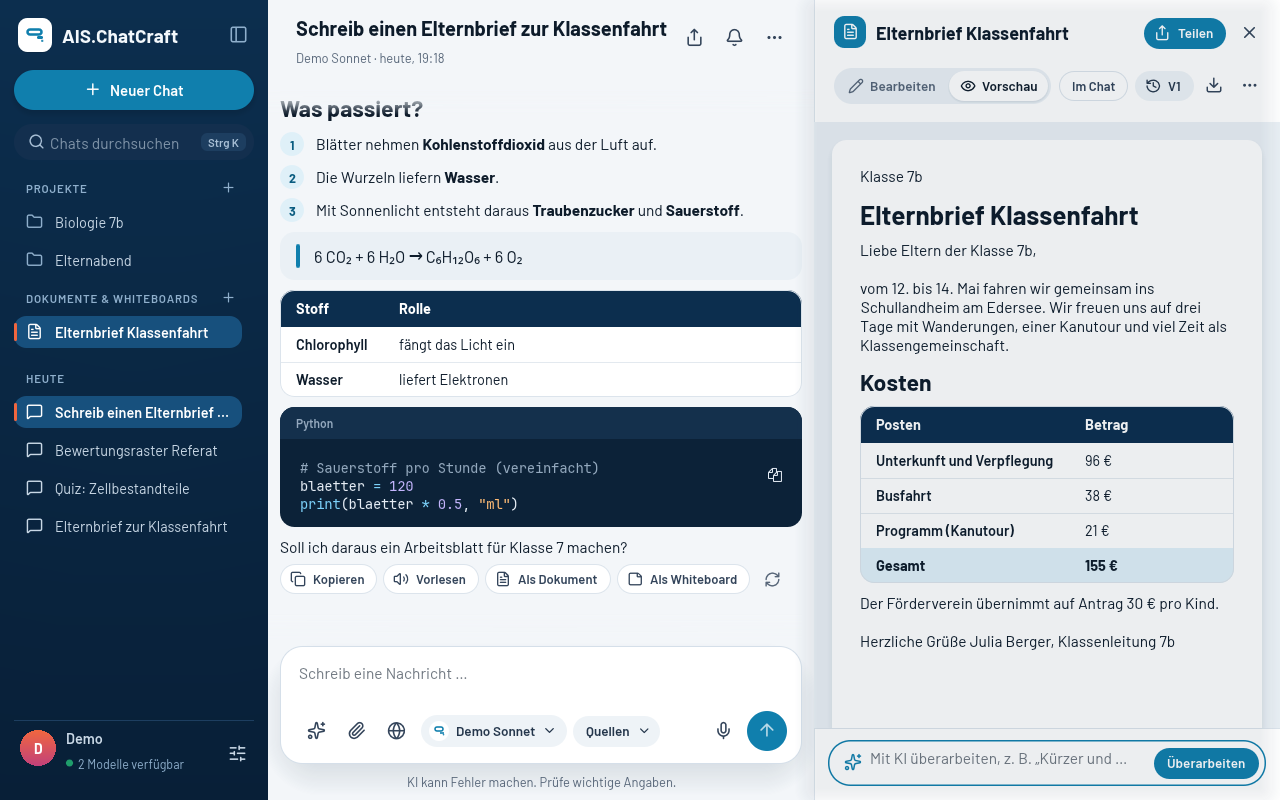 AIS.ChatCraft
Neuer Chat
Chats durchsuchen
Strg K
PROJEKTE
Biologie 7b
Elternabend
DOKUMENTE & WHITEBOARDS
Elternbrief Klassenfahrt
HEUTE
Schreib einen Elternbrief ...
Bewertungsraster Referat
Quiz: Zellbestandteile
Elternbrief zur Klassenfahrt
D
Demo
2 Modelle verfügbar
Schreib einen Elternbrief zur Klassenfahrt
Demo Sonnet · heute, 19:18
Was passiert?
1 Blätter nehmen Kohlenstoffdioxid aus der Luft auf.
2 Die Wurzeln liefern Wasser.
3 Mit Sonnenlicht entsteht daraus Traubenzucker und Sauerstoff.
6 CO₂ + 6 H₂O → C₆H₁₂O₆ + 6 O₂
Stoff Rolle
Chlorophyll fängt das Licht ein
Wasser liefert Elektronen
Python
# Sauerstoff pro Stunde (vereinfacht)
blaetter = 120
print(blaetter * 0.5, "ml")
Soll ich daraus ein Arbeitsblatt für Klasse 7 machen?
Kopieren Vorlesen Als Dokument Als Whiteboard
Schreib eine Nachricht ...
Demo Sonnet Quellen
KI kann Fehler machen. Prüfe wichtige Angaben.
Elternbrief Klassenfahrt
Teilen
Bearbeiten Vorschau Im Chat V1
Klasse 7b
Elternbrief Klassenfahrt
Liebe Eltern der Klasse 7b,
vom 12. bis 14. Mai fahren wir gemeinsam ins
Schullandheim am Edersee. Wir freuen uns auf drei
Tage mit Wanderungen, einer Kanutour und viel Zeit als
Klassengemeinschaft.
Kosten
Posten Betrag
Unterkunft und Verpflegung 96 €
Busfahrt 38 €
Programm (Kanutour) 21 €
Gesamt 155 €
Der Förderverein übernimmt auf Antrag 30 € pro Kind.
Herzliche Grüße Julia Berger, Klassenleitung 7b
Mit KI überarbeiten, z. B. „Kürzer und ...
Überarbeiten